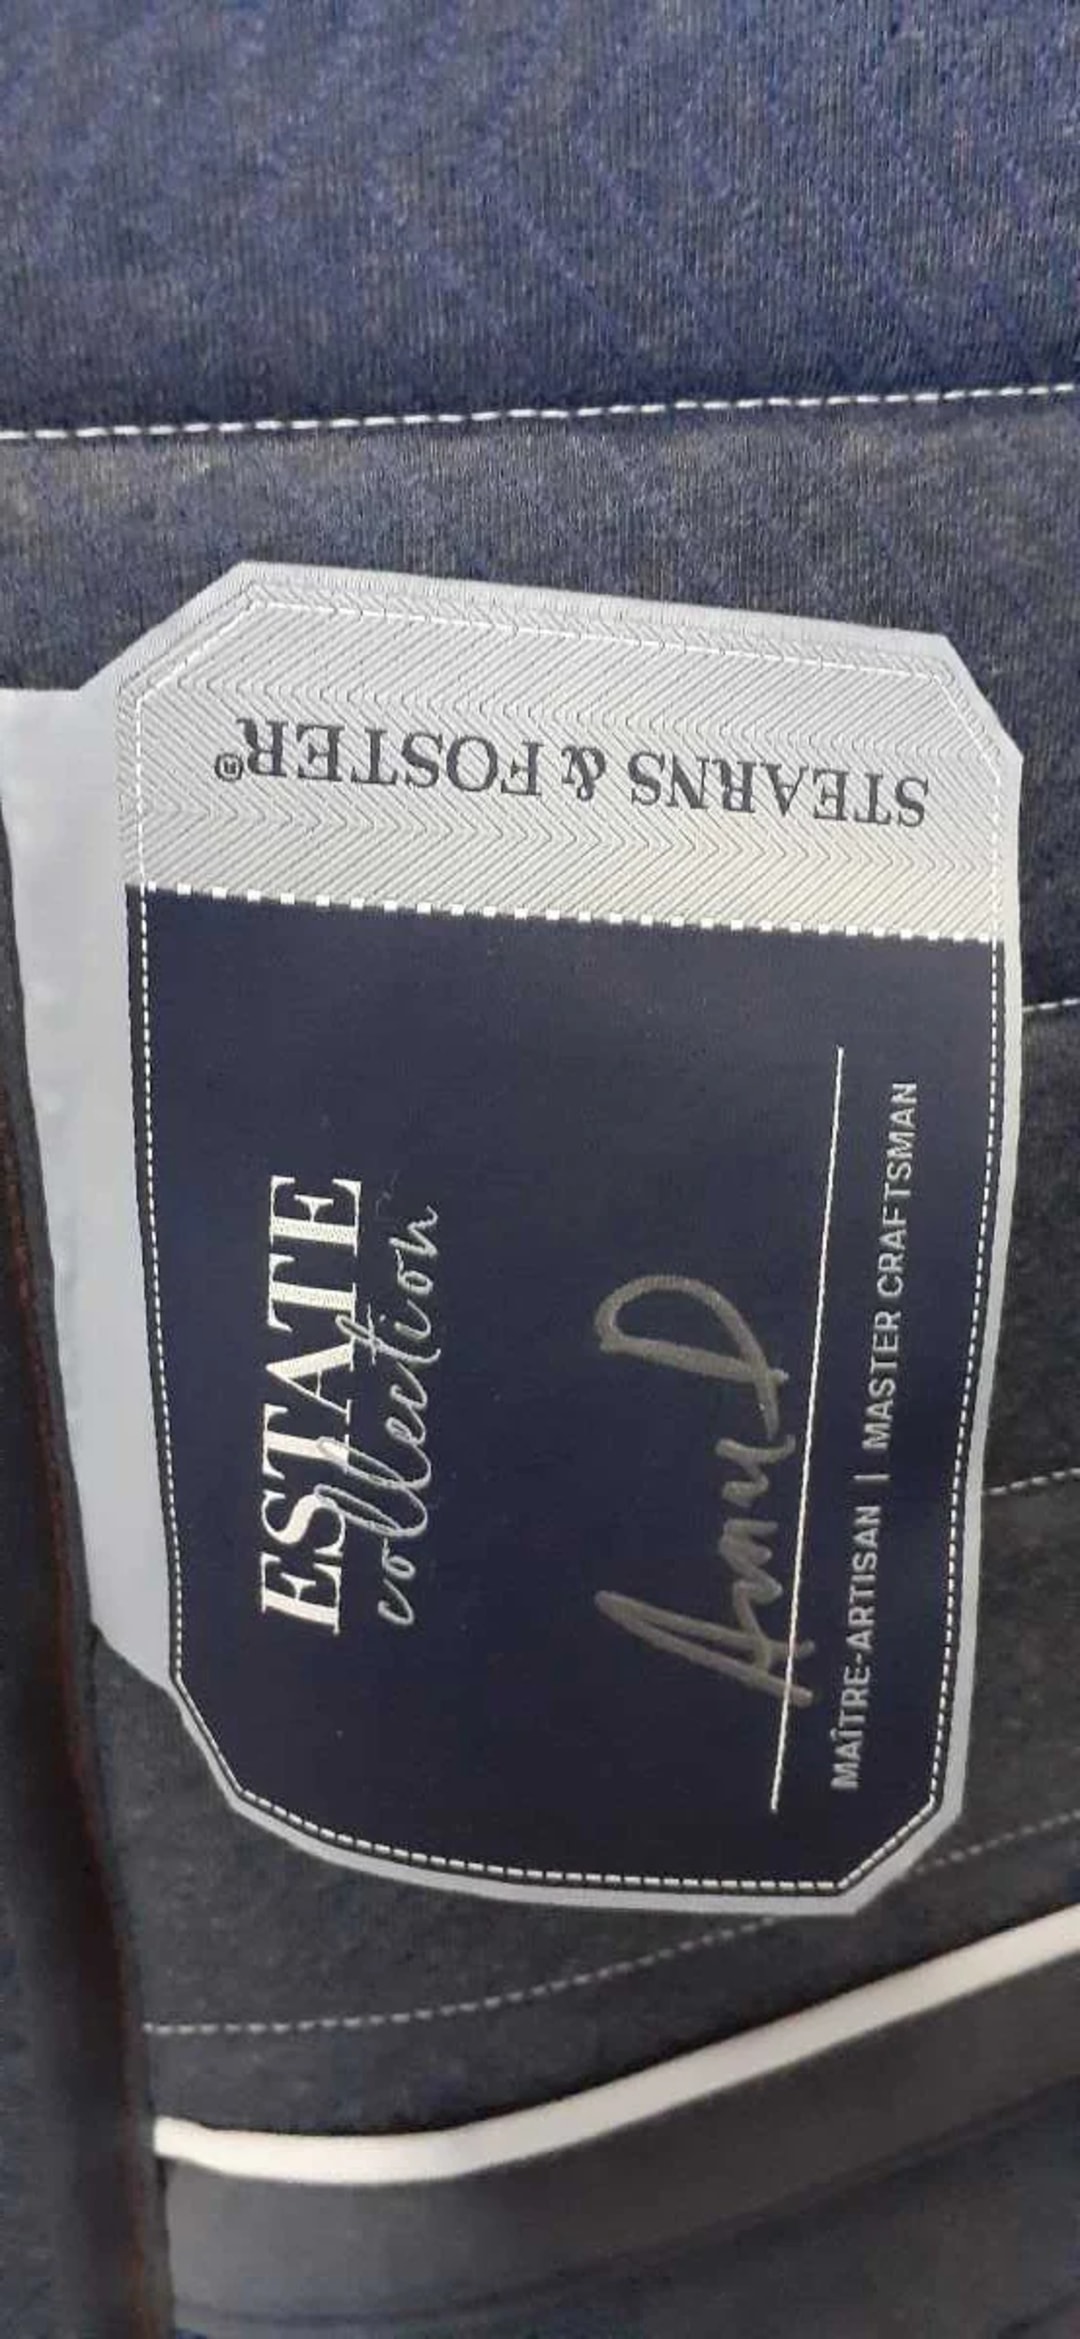 STEARNS & FOSTER®
ESTATE
collection
MAÎTRE-ARTISAN | MASTER CRAFTSMAN